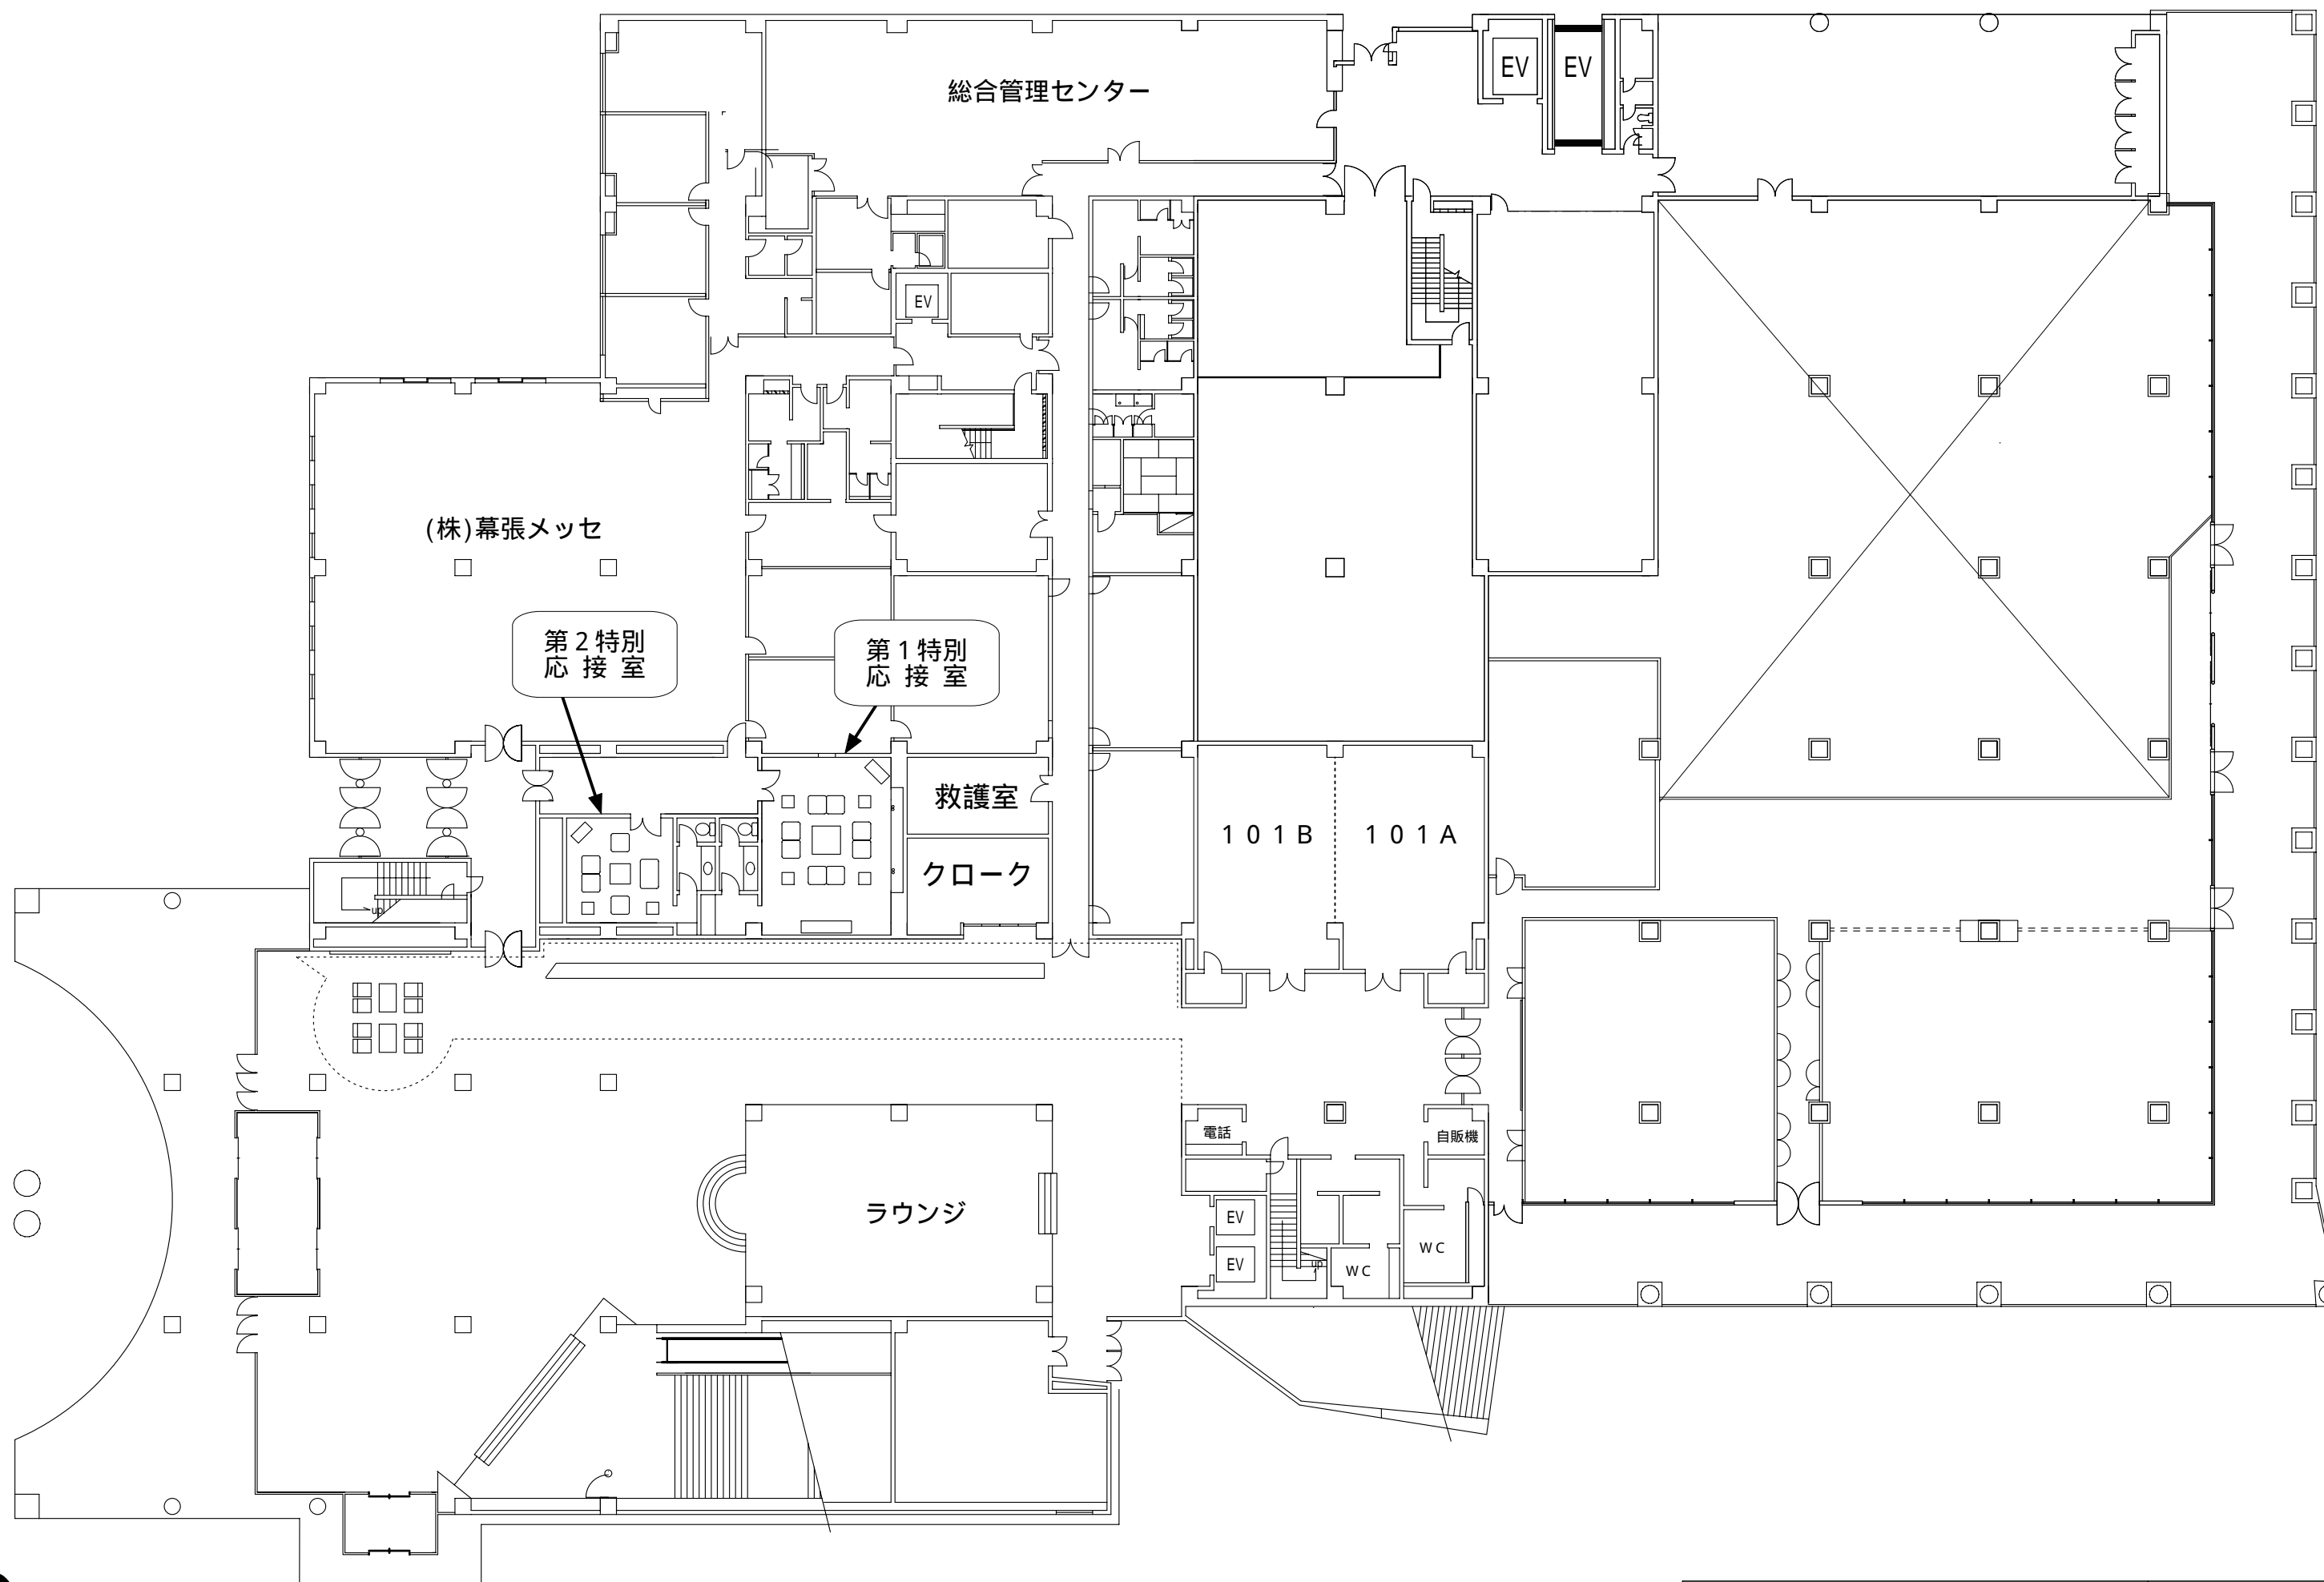 総合管理センター
EV
EV
EV
(株)幕張メッセ
第2特別
応接室
第1特別
応接室
救護室
クローク
101B
101A
up
電話
自販機
ラウンジ
EV
EV
up
WC
WC